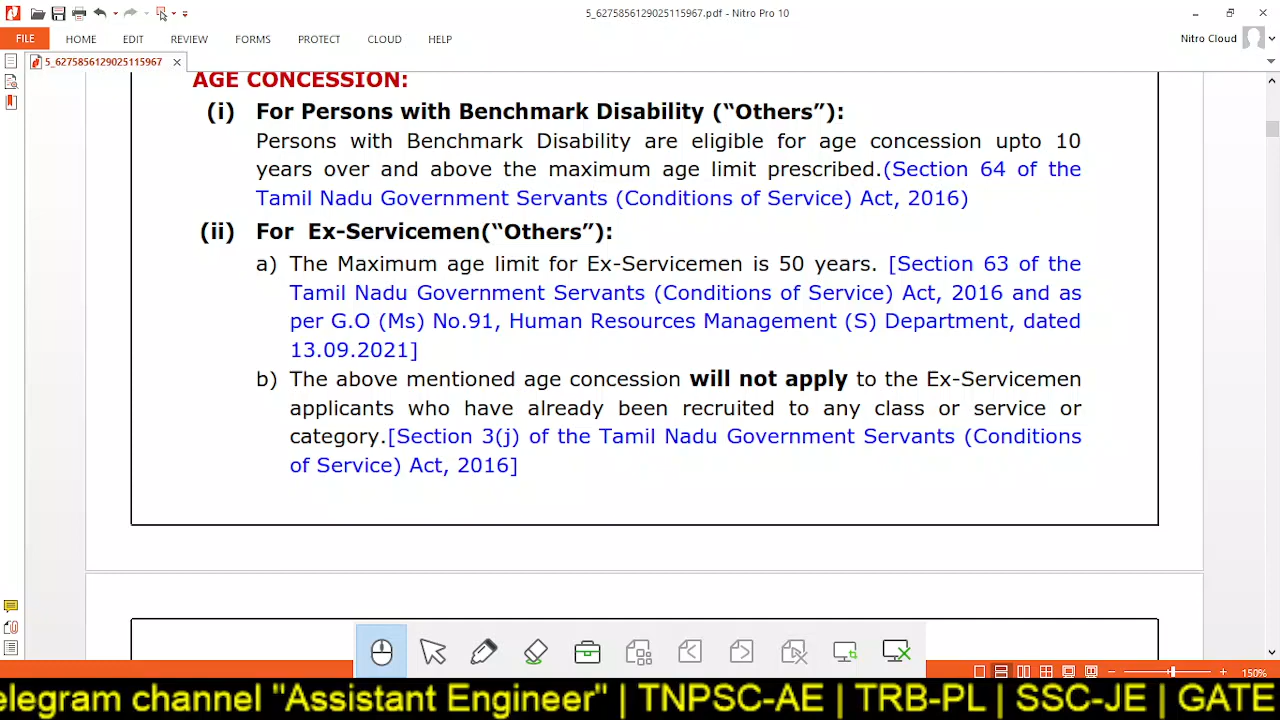 5_6275856129025115967.pdf - Nitro Pro 10
FILE HOME EDIT REVIEW FORMS PROTECT CLOUD HELP Nitro Cloud
5_6275856129025115967
AGE CONCESSION:
(i) For Persons with Benchmark Disability (“Others”):
Persons with Benchmark Disability are eligible for age concession upto 10
years over and above the maximum age limit prescribed.(Section 64 of the
Tamil Nadu Government Servants (Conditions of Service) Act, 2016)
(ii) For Ex-Servicemen(“Others”):
a) The Maximum age limit for Ex-Servicemen is 50 years. [Section 63 of the
Tamil Nadu Government Servants (Conditions of Service) Act, 2016 and as
per G.O (Ms) No.91, Human Resources Management (S) Department, dated
13.09.2021]
b) The above mentioned age concession will not apply to the Ex-Servicemen
applicants who have already been recruited to any class or service or
category.[Section 3(j) of the Tamil Nadu Government Servants (Conditions
of Service) Act, 2016]
150%
elegram channel "Assistant Engineer" | TNPSC-AE | TRB-PL | SSC-JE | GATE